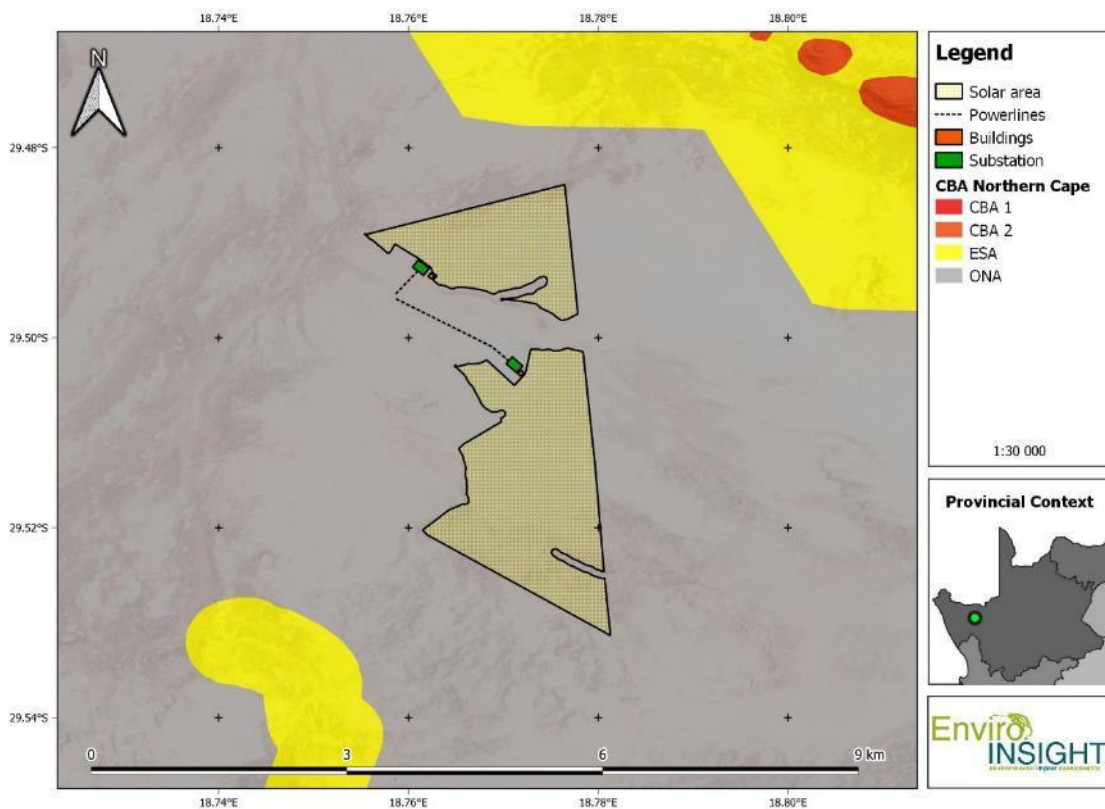 18.74°E 18.76°E 18.78°E 18.80°E
N
29.48°S
29.50°S
29.52°S
29.54°S
0 3 6 9 km
18.74°E 18.76°E 18.78°E 18.80°E
Legend
Solar area
Powerlines
Buildings
Substation
CBA Northern Cape
CBA 1
CBA 2
ESA
ONA
1:30 000
Provincial Context
Enviro
INSIGHT